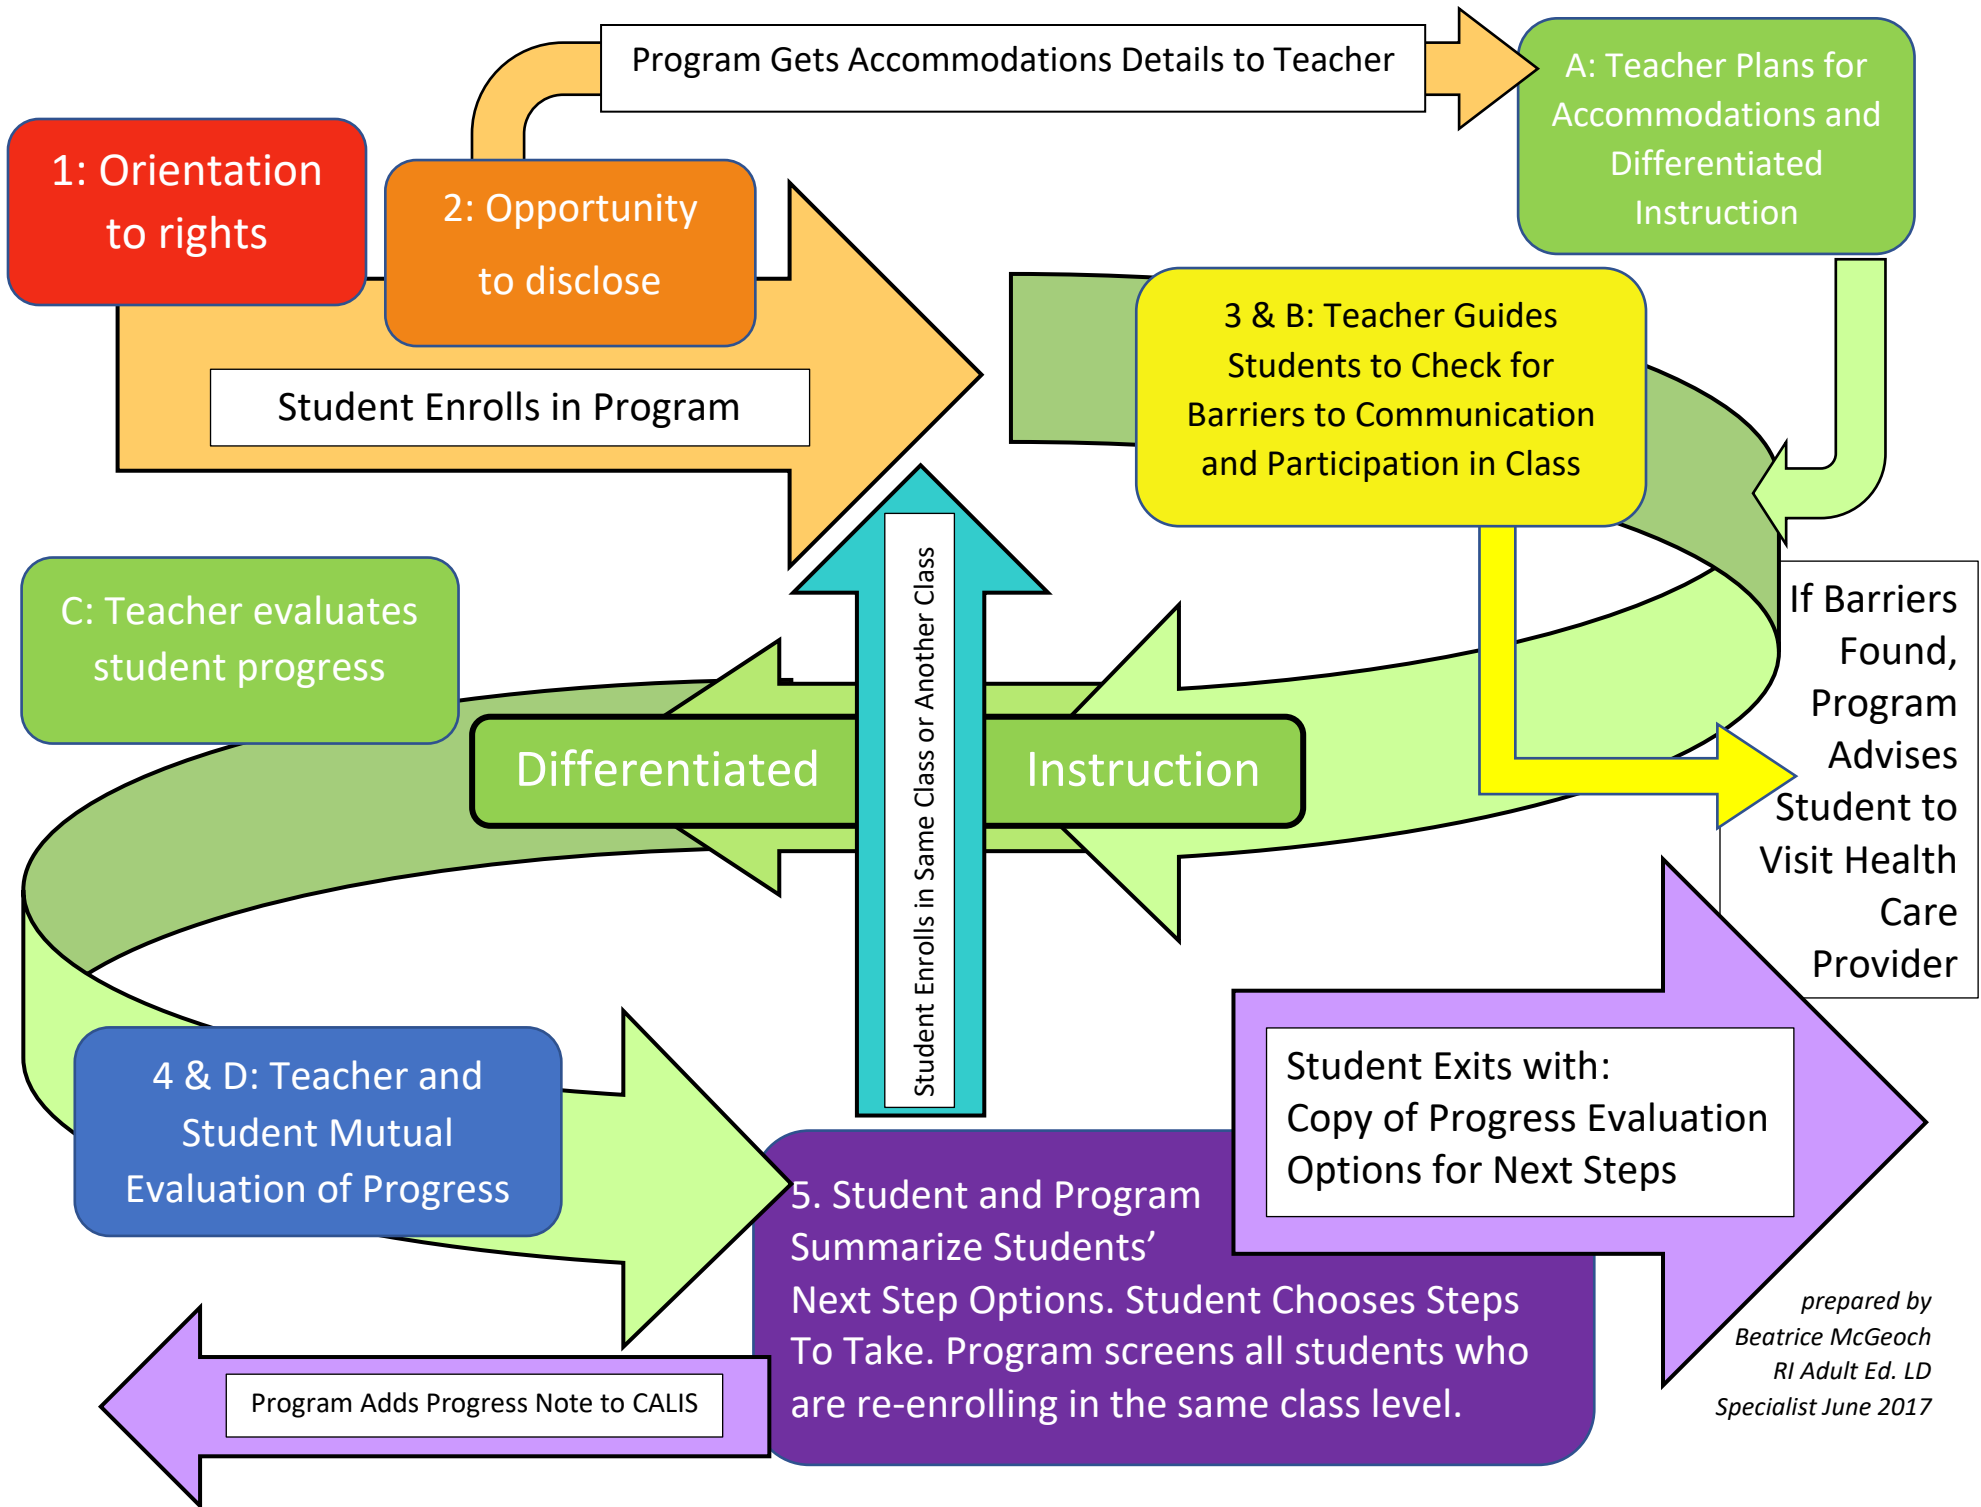 Program Gets Accommodations Details to Teacher
A: Teacher Plans for
Accommodations and
Differentiated
Instruction
1: Orientation
to rights
2: Opportunity
to disclose
Student Enrolls in Program
3 & B: Teacher Guides
Students to Check for
Barriers to Communication
and Participation in Class
If Barriers
Found,
Program
Advises
Student to
Visit Health
Care
Provider
C: Teacher evaluates
student progress
Differentiated
Instruction
Student Enrolls in Same Class or Another Class
4 & D: Teacher and
Student Mutual
Evaluation of Progress
Student Exits with:
Copy of Progress Evaluation
Options for Next Steps
5. Student and Program
Summarize Students’
Next Step Options. Student Chooses Steps
To Take. Program screens all students who
are re-enrolling in the same class level.
Program Adds Progress Note to CALIS
prepared by
Beatrice McGeoch
RI Adult Ed. LD
Specialist June 2017